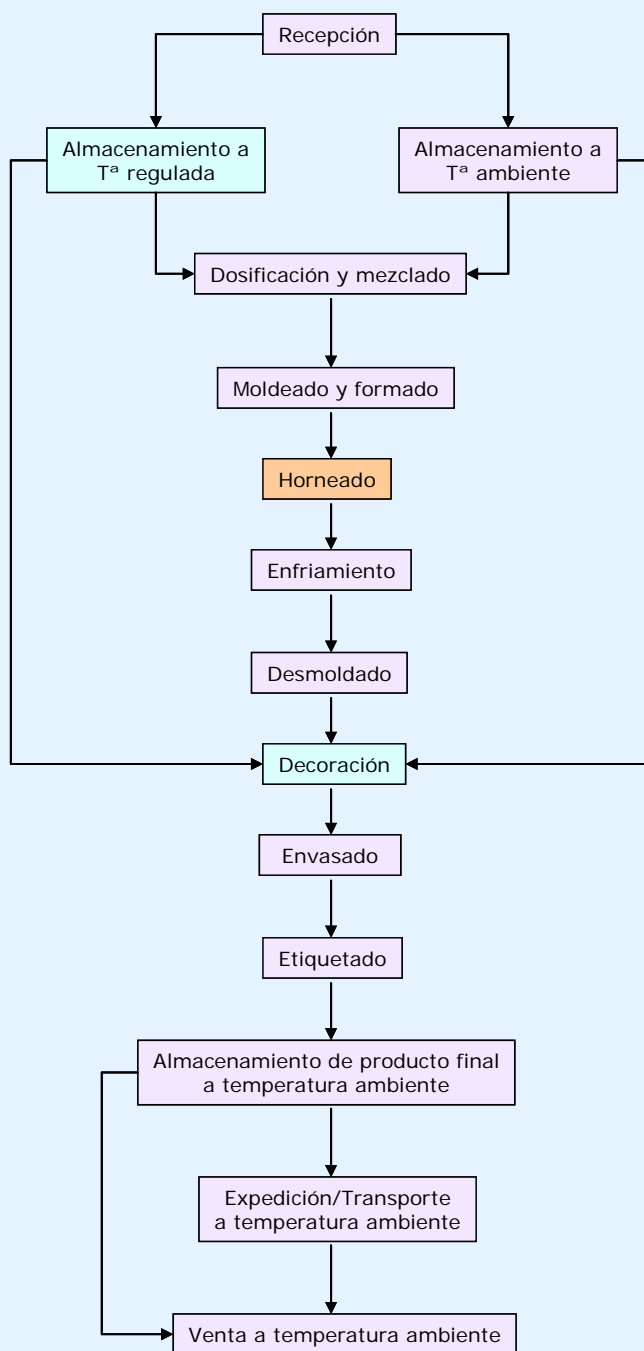 Recepción
Almacenamiento a
Tª regulada
Almacenamiento a
Tª ambiente
Dosificación y mezclado
Moldeado y formado
Horneado
Enfriamiento
Desmoldado
Decoración
Envasado
Etiquetado
Almacenamiento de producto final
a temperatura ambiente
Expedición/Transporte
a temperatura ambiente
Venta a temperatura ambiente